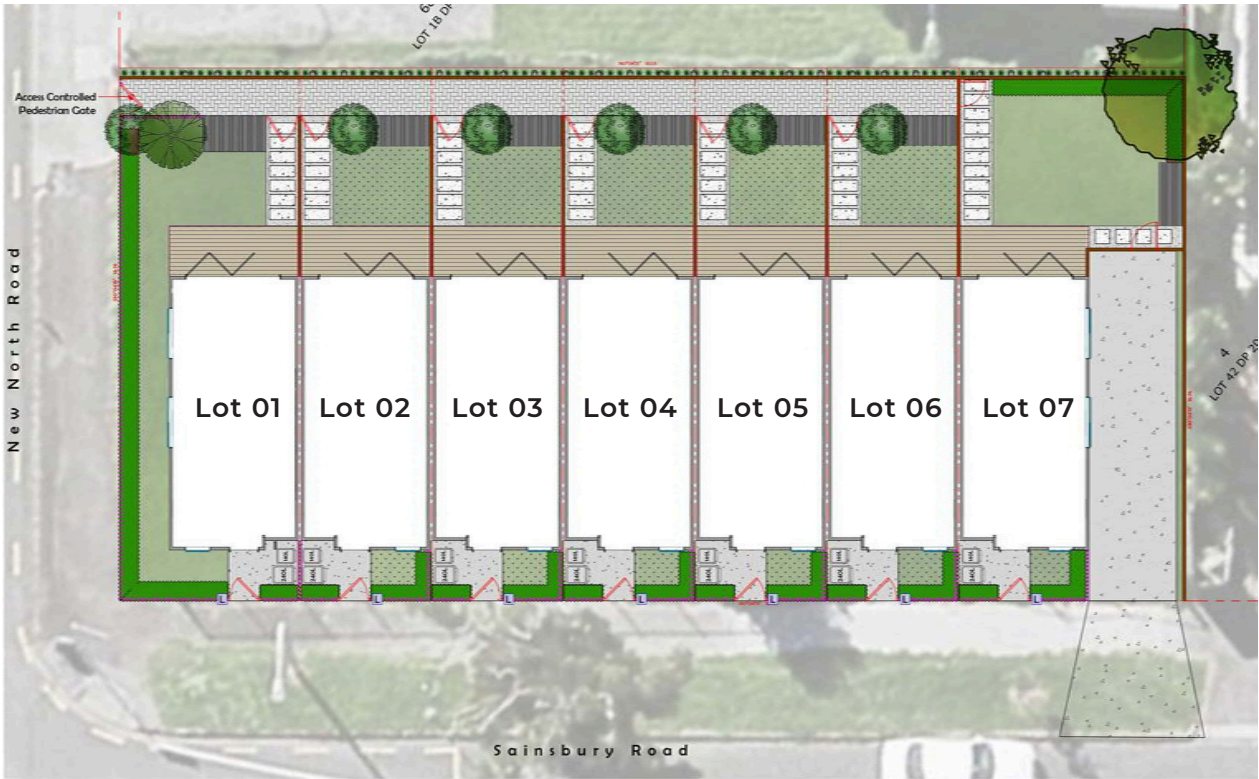 LOT 1B DP
Access Controlled
Pedestrian Gate
New North Road
4
LOT 42 DP 20
Lot 01
Lot 02
Lot 03
Lot 04
Lot 05
Lot 06
Lot 07
L
L
L
L
L
L
L
Sainsbury Road